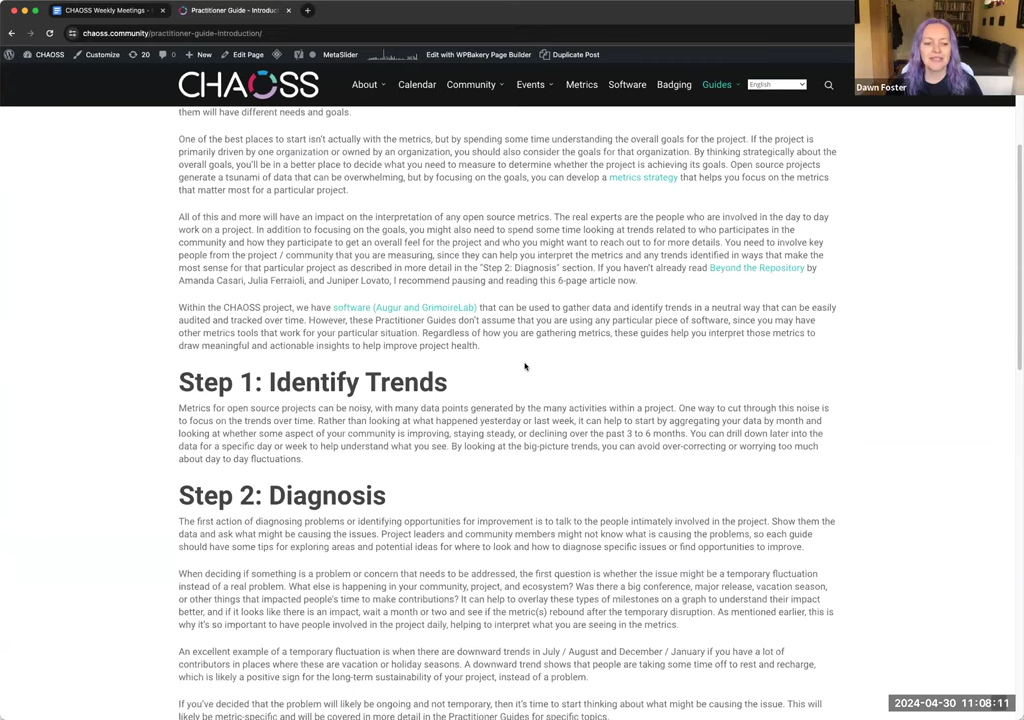 CHAOSS Weekly Meetings -
Practitioner Guide - Introduc
chaoss.community/practitioner-guide-introduction/
CHAOSS Customize 20 0 New Edit Page MetaSlider Edit with WPBakery Page Builder Duplicate Post
CHAOSS About Calendar Community Events Metrics Software Badging Guides English
Dawn Foster
them will have different needs and goals.
One of the best places to start isn't actually with the metrics, but by spending some time understanding the overall goals for the project. If the project is
primarily driven by one organization or owned by an organization, you should also consider the goals for that organization. By thinking strategically about the
overall goals, you'll be in a better place to decide what you need to measure to determine whether the project is achieving its goals. Open source projects
generate a tsunami of data that can be overwhelming, but by focusing on the goals, you can develop a metrics strategy that helps you focus on the metrics
that matter most for a particular project.
All of this and more will have an impact on the interpretation of any open source metrics. The real experts are the people who are involved in the day to day
work on a project. In addition to focusing on the goals, you might also need to spend some time looking at trends related to who participates in the
community and how they participate to get an overall feel for the project and who you might want to reach out to for more details. You need to involve key
people from the project / community that you are measuring, since they can help you interpret the metrics and any trends identified in ways that make the
most sense for that particular project as described in more detail in the "Step 2: Diagnosis" section. If you haven't already read Beyond the Repository by
Amanda Casari, Julia Ferraioli, and Juniper Lovato, I recommend pausing and reading this 6-page article now.
Within the CHAOSS project, we have software (Augur and GrimoireLab) that can be used to gather data and identify trends in a neutral way that can be easily
audited and tracked over time. However, these Practitioner Guides don't assume that you are using any particular piece of software, since you may have
other metrics tools that work for your particular situation. Regardless of how you are gathering metrics, these guides help you interpret those metrics to
draw meaningful and actionable insights to help improve project health.
Step 1: Identify Trends
Metrics for open source projects can be noisy, with many data points generated by the many activities within a project. One way to cut through this noise is
to focus on the trends over time. Rather than looking at what happened yesterday or last week, it can help to start by aggregating your data by month and
looking at whether some aspect of your community is improving, staying steady, or declining over the past 3 to 6 months. You can drill down later into the
data for a specific day or week to help understand what you see. By looking at the big-picture trends, you can avoid over-correcting or worrying too much
about day to day fluctuations.
Step 2: Diagnosis
The first action of diagnosing problems or identifying opportunities for improvement is to talk to the people intimately involved in the project. Show them the
data and ask what might be causing the issues. Project leaders and community members might not know what is causing the problems, so each guide
should have some tips for exploring areas and potential ideas for where to look and how to diagnose specific issues or find opportunities to improve.
When deciding if something is a problem or concern that needs to be addressed, the first question is whether the issue might be a temporary fluctuation
instead of a real problem. What else is happening in your community, project, and ecosystem? Was there a big conference, major release, vacation season,
or other things that impacted people's time to make contributions? It can help to overlay these types of milestones on a graph to understand their impact
better, and if it looks like there is an impact, wait a month or two and see if the metric(s) rebound after the temporary disruption. As mentioned earlier, this is
why it's so important to have people involved in the project daily, helping to interpret what you are seeing in the metrics.
An excellent example of a temporary fluctuation is when there are downward trends in July / August and December / January if you have a lot of
contributors in places where these are vacation or holiday seasons. A downward trend shows that people are taking some time off to rest and recharge,
which is likely a positive sign for the long-term sustainability of your project, instead of a problem.
If you've decided that the problem will likely be ongoing and not temporary, then it's time to start thinking about what might be causing the issue. This will
likely be metric-specific and will be covered in more detail in the Practitioner Guides for specific topics.
2024-04-30 11:08:11